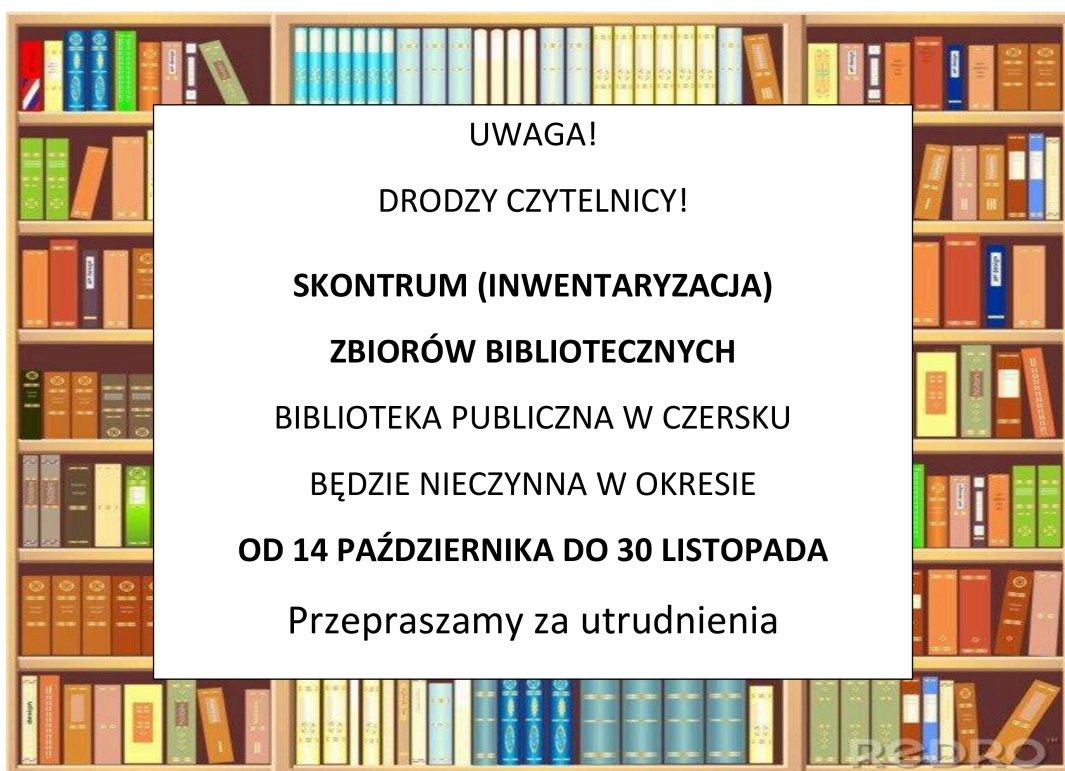 UWAGA!
DRODZY CZYTELNICY!
SKONTRUM (INWENTARYZACJA)
ZBIORÓW BIBLIOTECZNYCH
BIBLIOTEKA PUBLICZNA W CZERSKU
BĘDZIE NIECZYNNA W OKRESIE
OD 14 PAŹDZIERNIKA DO 30 LISTOPADA
Przepraszamy za utrudnienia
REDRO